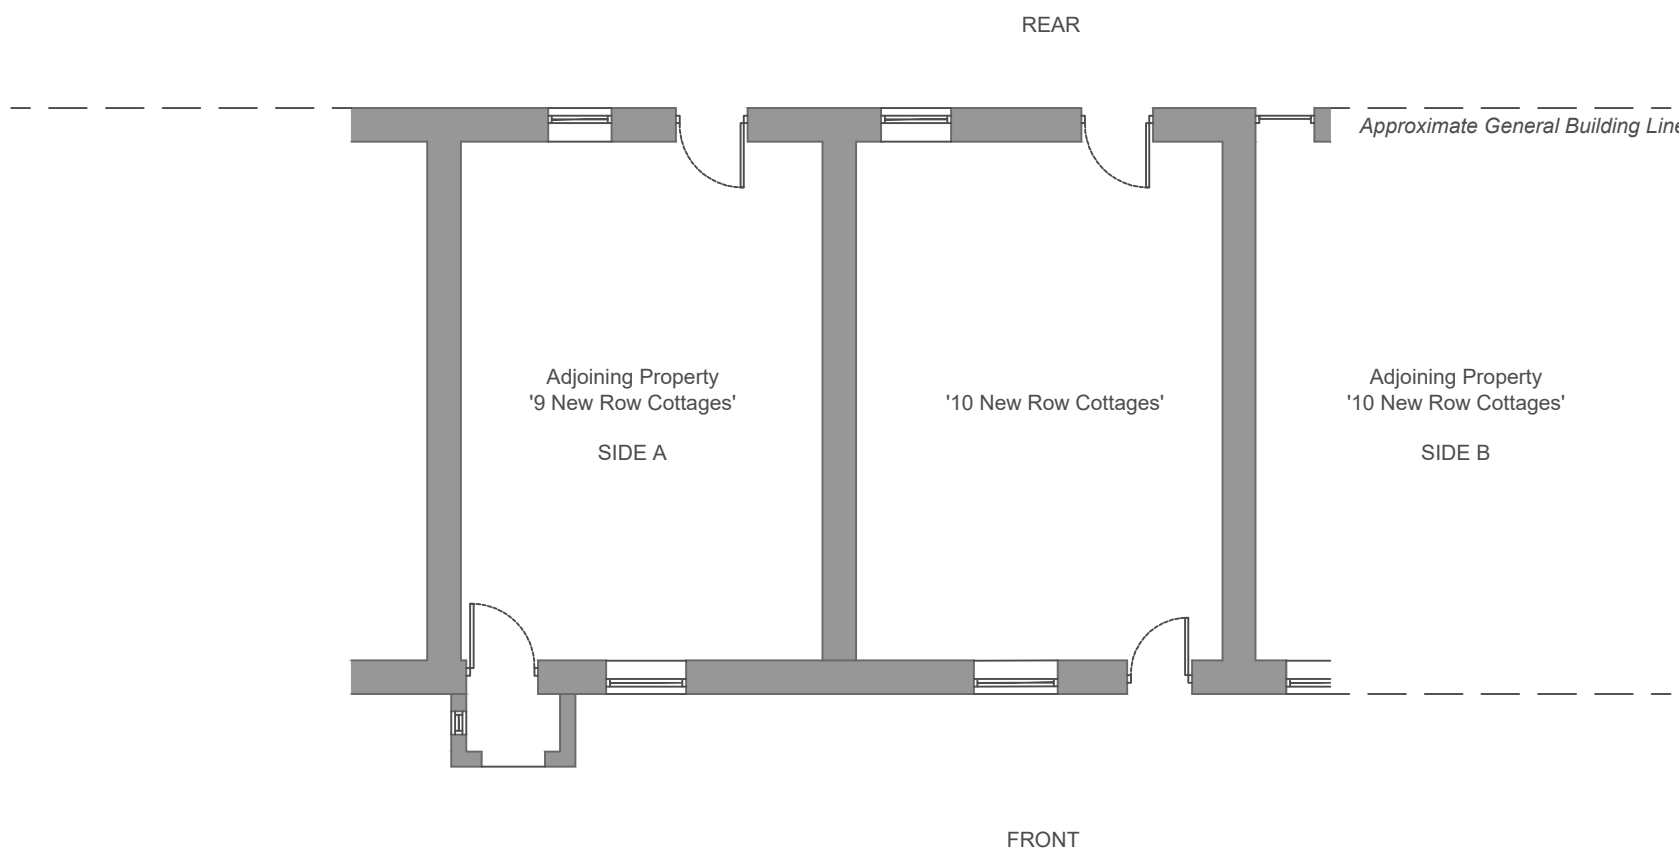 REAR
Approximate General Building Line
Adjoining Property
'9 New Row Cottages'
SIDE A
'10 New Row Cottages'
Adjoining Property
'10 New Row Cottages'
SIDE B
FRONT